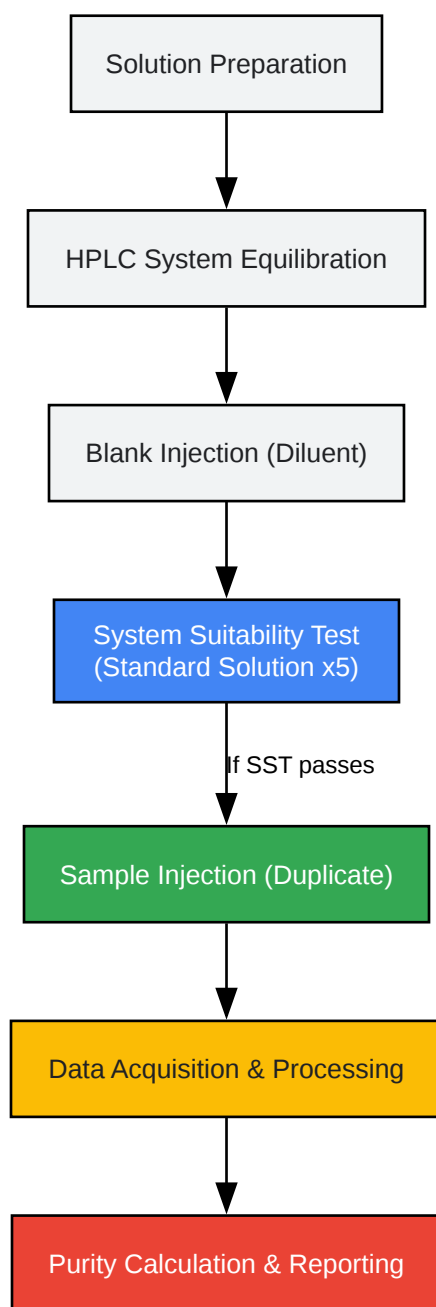 Solution Preparation
HPLC System Equilibration
Blank Injection (Diluent)
System Suitability Test
(Standard Solution x5)
If SST passes
Sample Injection (Duplicate)
Data Acquisition & Processing
Purity Calculation & Reporting